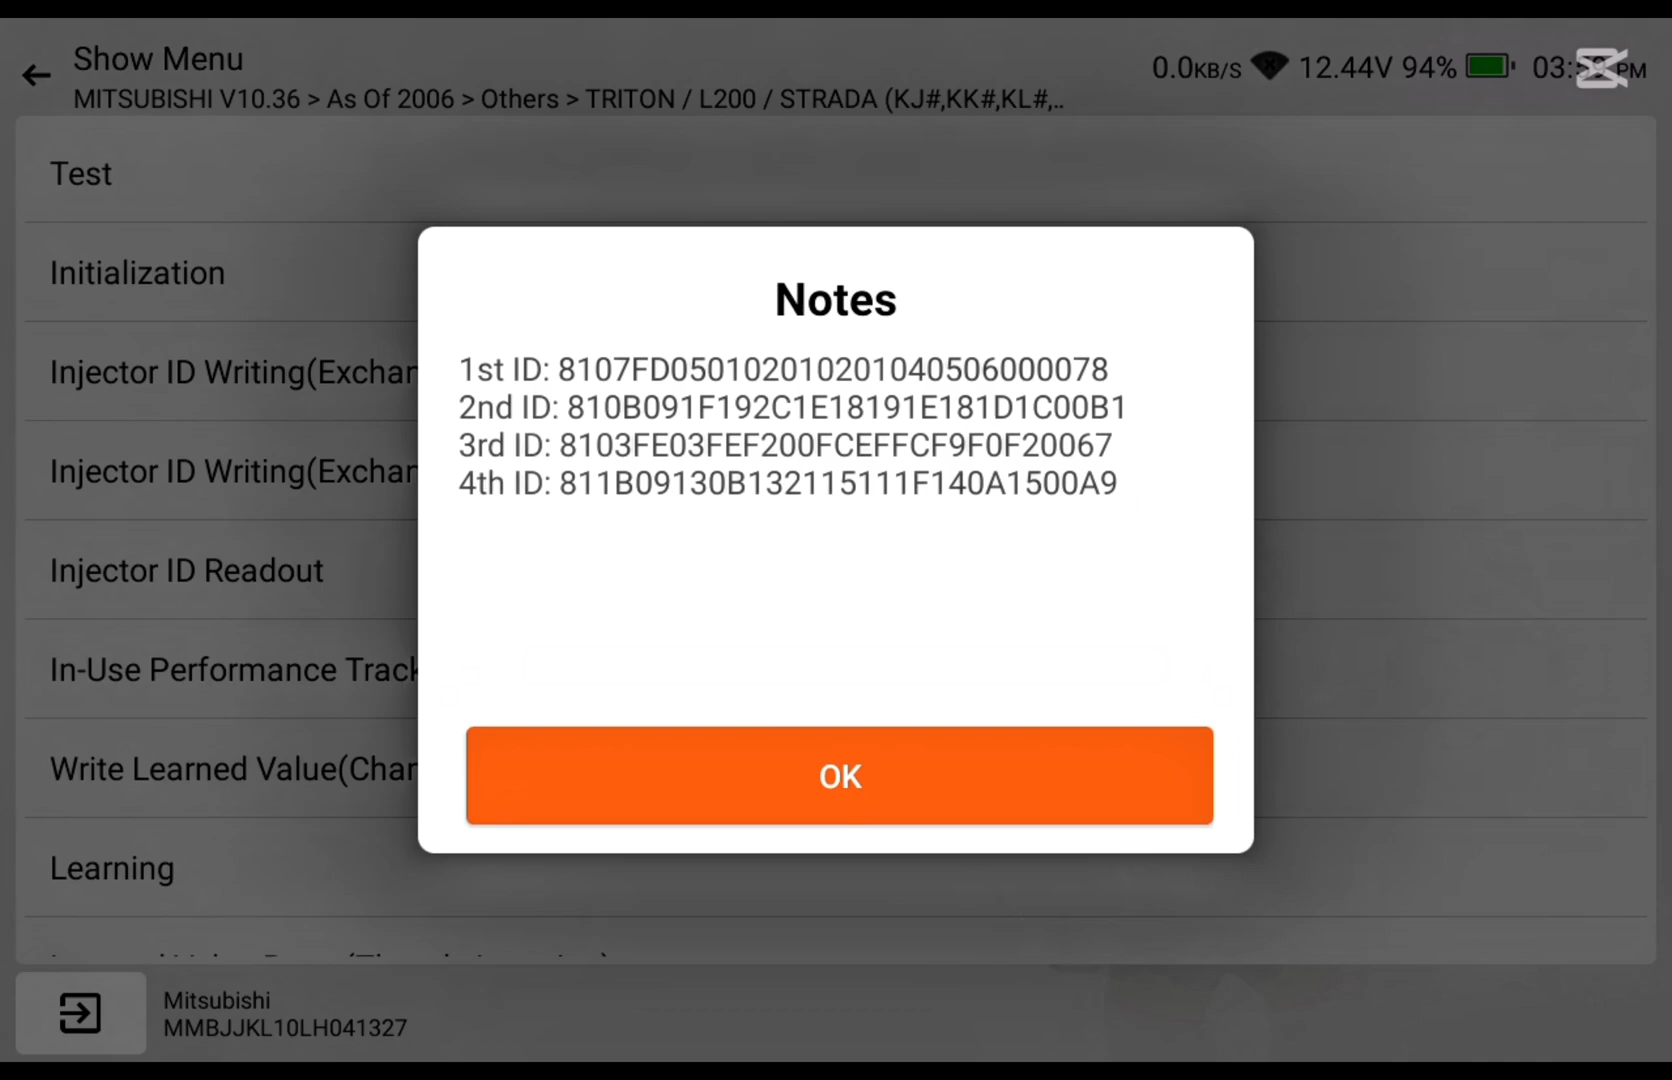 Show Menu
MITSUBISHI V10.36 > As Of 2006 > Others > TRITON / L200 / STRADA (KJ#,KK#,KL#,..
0.0KB/S 12.44V 94% 03: PM
Test
Initialization
Injector ID Writing(Exchan
Injector ID Writing(Exchan
Injector ID Readout
In-Use Performance Track
Write Learned Value(Chan
Learning
Notes
1st ID: 8107FD050102010201040506000078
2nd ID: 810B091F192C1E18191E181D1C00B1
3rd ID: 8103FE03FEF200FCEFFCF9F0F20067
4th ID: 811B09130B132115111F140A1500A9
OK
Mitsubishi
MMBJJKL10LH041327